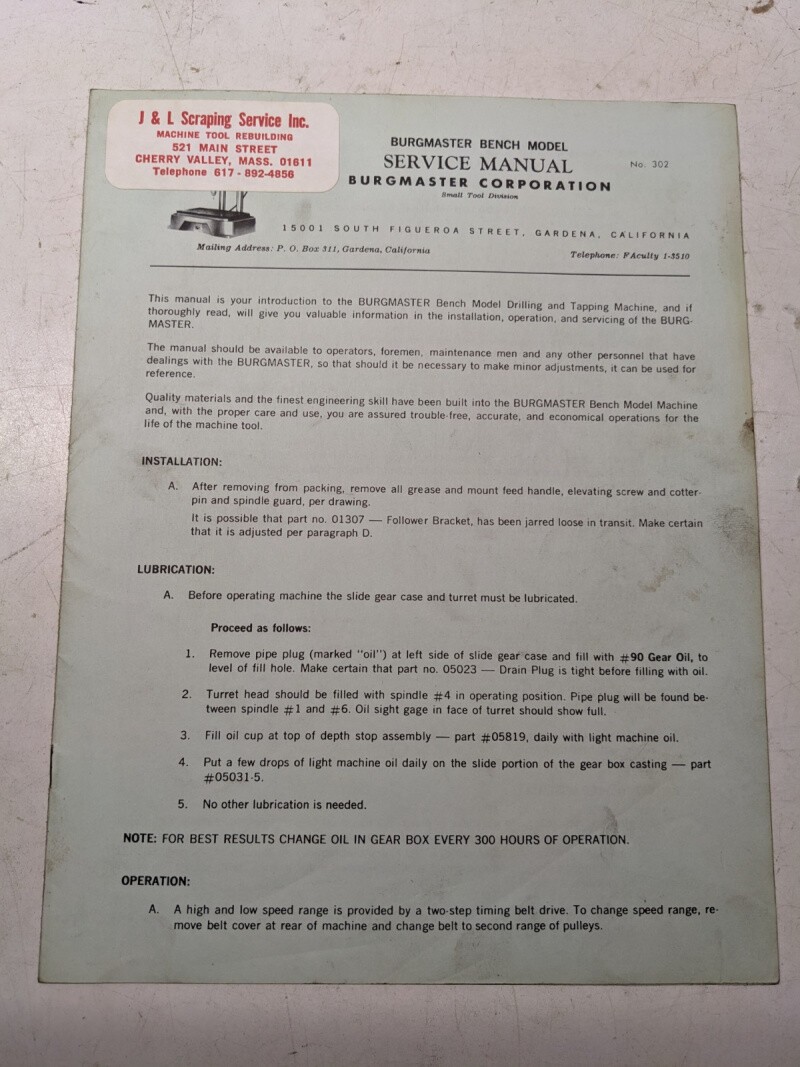 J & L Scraping Service Inc.
MACHINE TOOL REBUILDING
521 MAIN STREET
CHERRY VALLEY, MASS. 01611
Telephone 617 - 892-4856
BURGMASTER BENCH MODEL
SERVICE MANUAL
No. 302
BURGMASTER CORPORATION
Small Tool Division
15001 SOUTH FIGUEROA STREET, GARDENA, CALIFORNIA
Mailing Address: P. O. Box 311, Gardena, California
Telephone: FAculty 1-3510
This manual is your introduction to the BURGMASTER Bench Model Drilling and Tapping Machine, and if
thoroughly read, will give you valuable information in the installation, operation, and servicing of the BURG-
MASTER.
The manual should be available to operators, foremen, maintenance men and any other personnel that have
dealings with the BURGMASTER, so that should it be necessary to make minor adjustments, it can be used for
reference.
Quality materials and the finest engineering skill have been built into the BURGMASTER Bench Model Machine
and, with the proper care and use, you are assured trouble-free, accurate, and economical operations for the
life of the machine tool.
INSTALLATION:
A. After removing from packing, remove all grease and mount feed handle, elevating screw and cotter-
pin and spindle guard, per drawing.
It is possible that part no. 01307 — Follower Bracket, has been jarred loose in transit. Make certain
that it is adjusted per paragraph D.
LUBRICATION:
A. Before operating machine the slide gear case and turret must be lubricated.
Proceed as follows:
1. Remove pipe plug (marked "oil") at left side of slide gear case and fill with #90 Gear Oil, to
level of fill hole. Make certain that part no. 05023 — Drain Plug is tight before filling with oil.
2. Turret head should be filled with spindle #4 in operating position. Pipe plug will be found be-
tween spindle #1 and #6. Oil sight gage in face of turret should show full.
3. Fill oil cup at top of depth stop assembly — part #05819, daily with light machine oil.
4. Put a few drops of light machine oil daily on the slide portion of the gear box casting — part
#05031-5.
5. No other lubrication is needed.
NOTE: FOR BEST RESULTS CHANGE OIL IN GEAR BOX EVERY 300 HOURS OF OPERATION.
OPERATION:
A. A high and low speed range is provided by a two-step timing belt drive. To change speed range, re-
move belt cover at rear of machine and change belt to second range of pulleys.